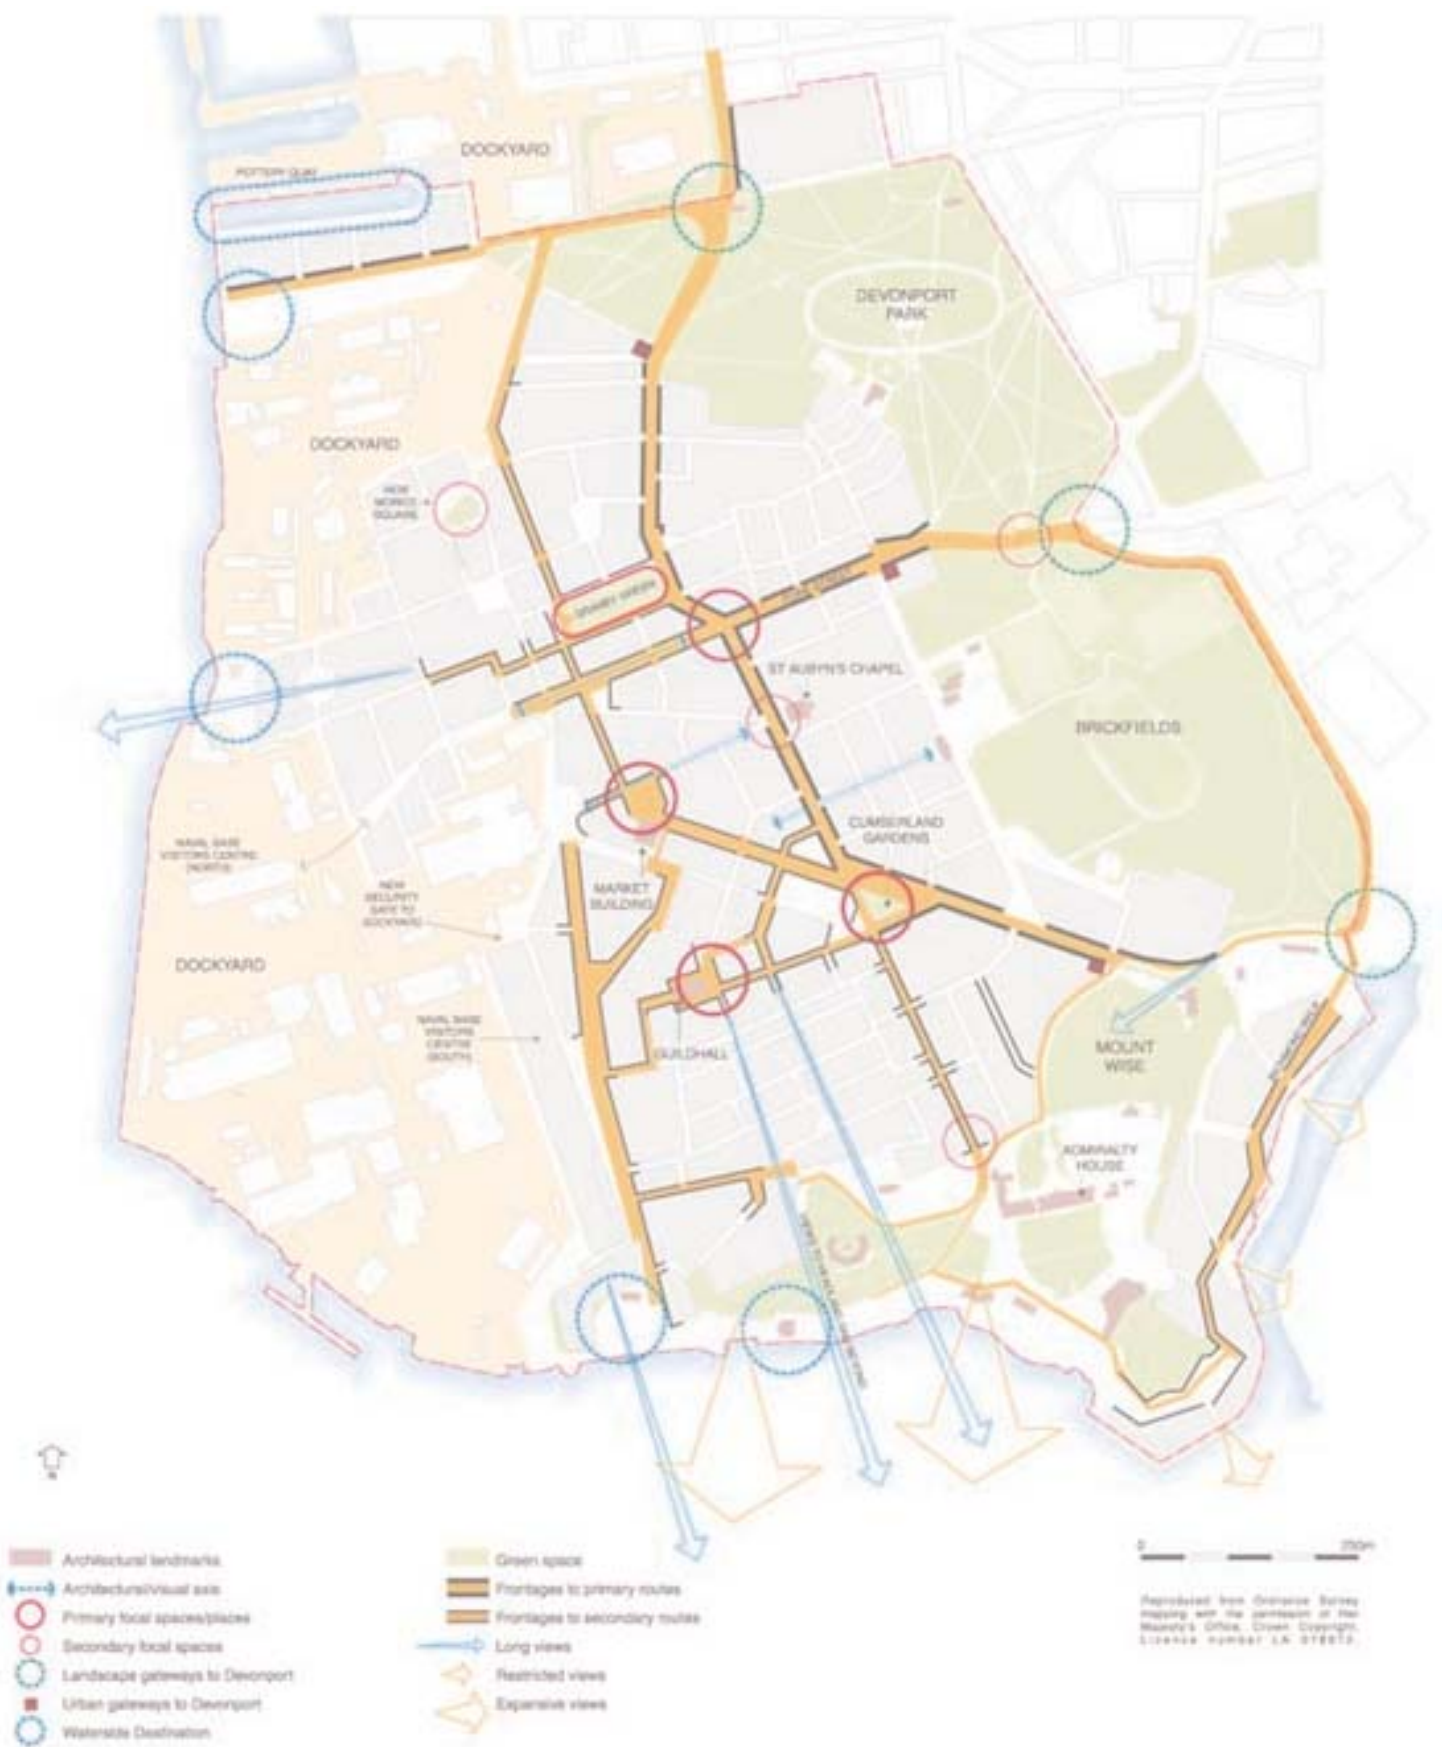 DOCKYARD
POTTERY QUAY
DEVONPORT
PARK
DOCKYARD
NEW
NORTH
SQUARE
GRANBY GREEN
ST AUBYN'S CHAPEL
BRICKFIELDS
CUMBERLAND
GARDENS
NAVAL BASE
VISITORS CENTRE
(NORTH)
NEW
SECURITY
GATE TO
DOCKYARD
MARKET
BUILDING
DOCKYARD
NAVAL BASE
VISITORS
CENTRE
(SOUTH)
GUILDHALL
MOUNT
WISE
ADMIRALTY
HOUSE
N
Architectural landmarks
Architectural/visual axis
Primary focal spaces/places
Secondary focal spaces
Landscape gateways to Devonport
Urban gateways to Devonport
Waterside Destination
Green space
Frontages to primary routes
Frontages to secondary routes
Long views
Restricted views
Expansive views
0 250m
Reproduced from Ordnance Survey
mapping with the permission of Her
Majesty's Office. Crown Copyright.
Licence number LA